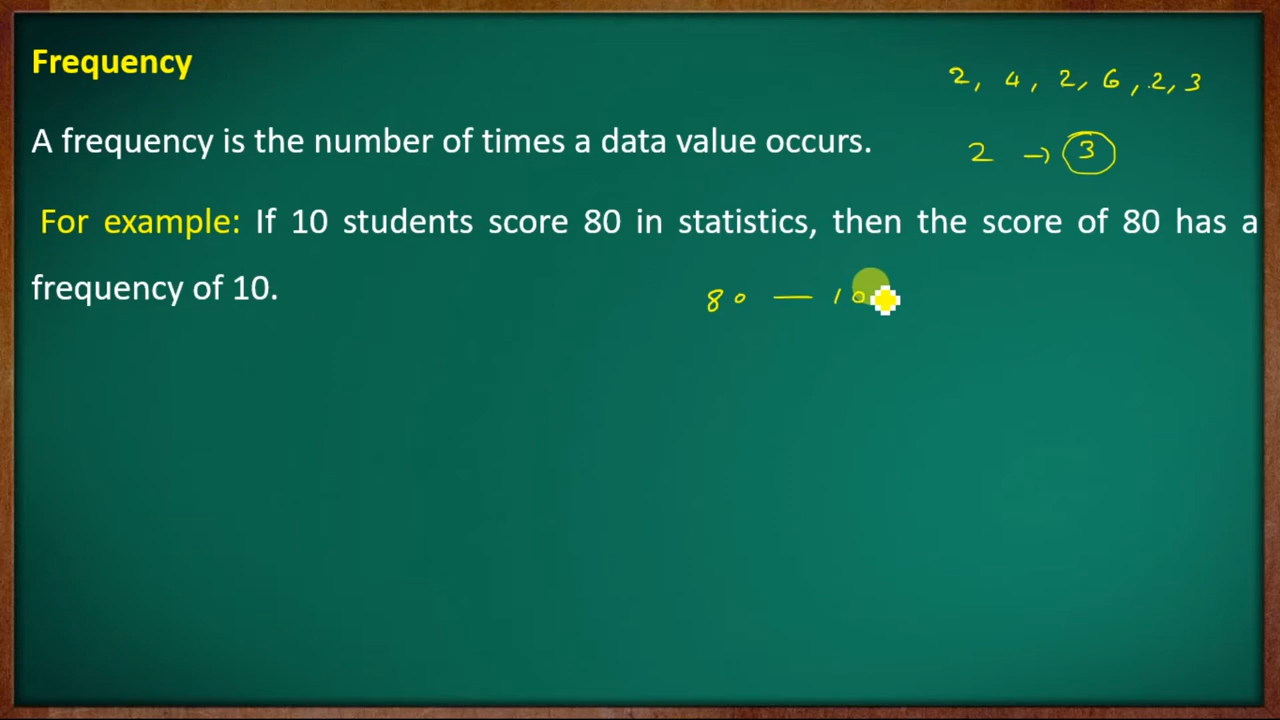 Frequency
2, 4, 2, 6, 2, 3
A frequency is the number of times a data value occurs.
2 → 3
For example: If 10 students score 80 in statistics, then the score of 80 has a
frequency of 10.
80 — 10